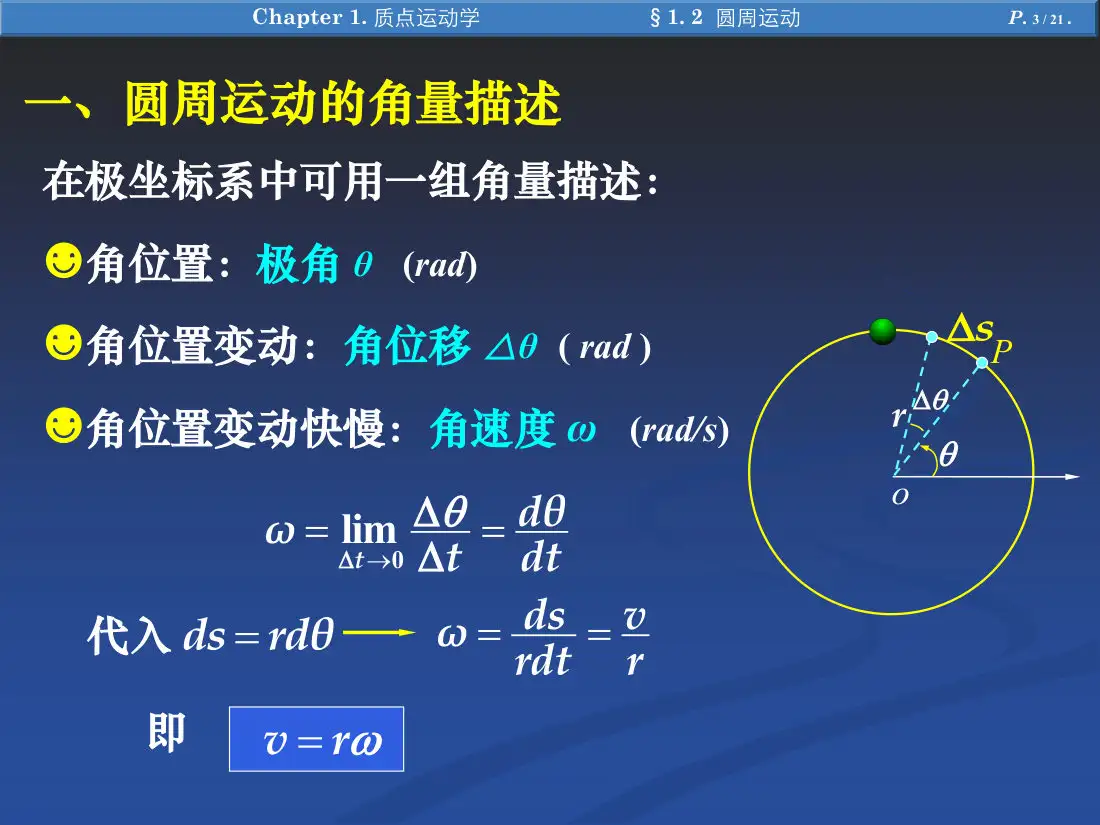 Chapter 1. 质点运动学 §1. 2 圆周运动 P. 3 / 21 .
一、圆周运动的角量描述
在极坐标系中可用一组角量描述：
角位置：极角 θ (rad)
角位置变动：角位移 △θ ( rad )
角位置变动快慢：角速度 ω (rad/s)
ω = lim Δt→0 Δθ/Δt = dθ/dt
代入 ds = rdθ ω = ds/rdt = v/r
即 v = rω
Δs
P
r Δθ
θ
o